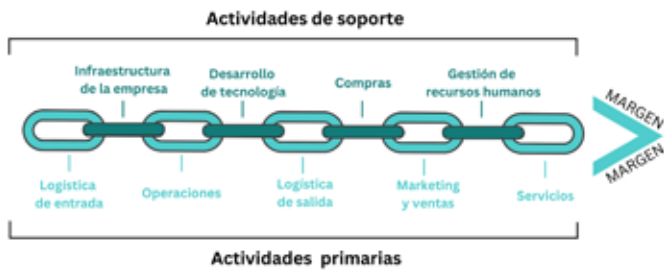 Actividades de soporte
Infraestructura
de la empresa
Desarrollo
de tecnología
Compras
Gestión de
recursos humanos
MARGEN
MARGEN
Logística
de entrada
Operaciones
Logística
de salida
Marketing
y ventas
Servicios
Actividades primarias